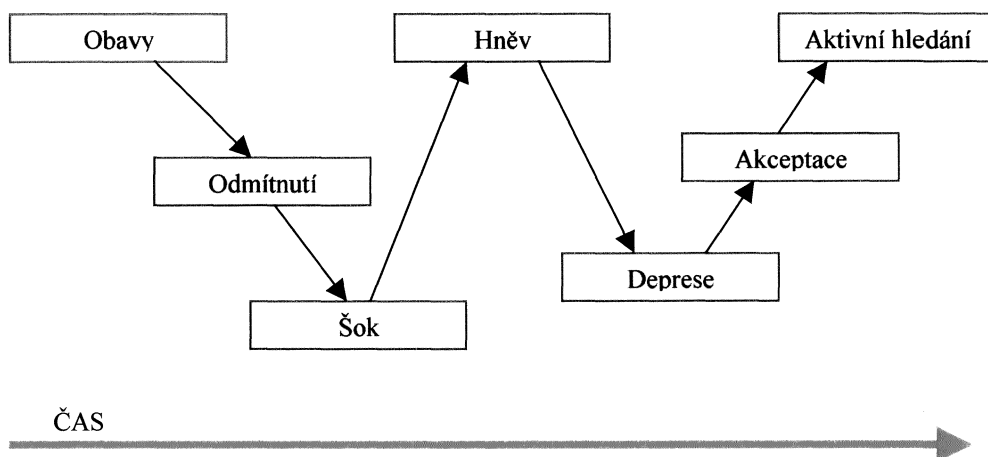 Obavy
Hněv
Aktivní hledání
Akceptace
Odmítnutí
Deprese
Šok
ČAS